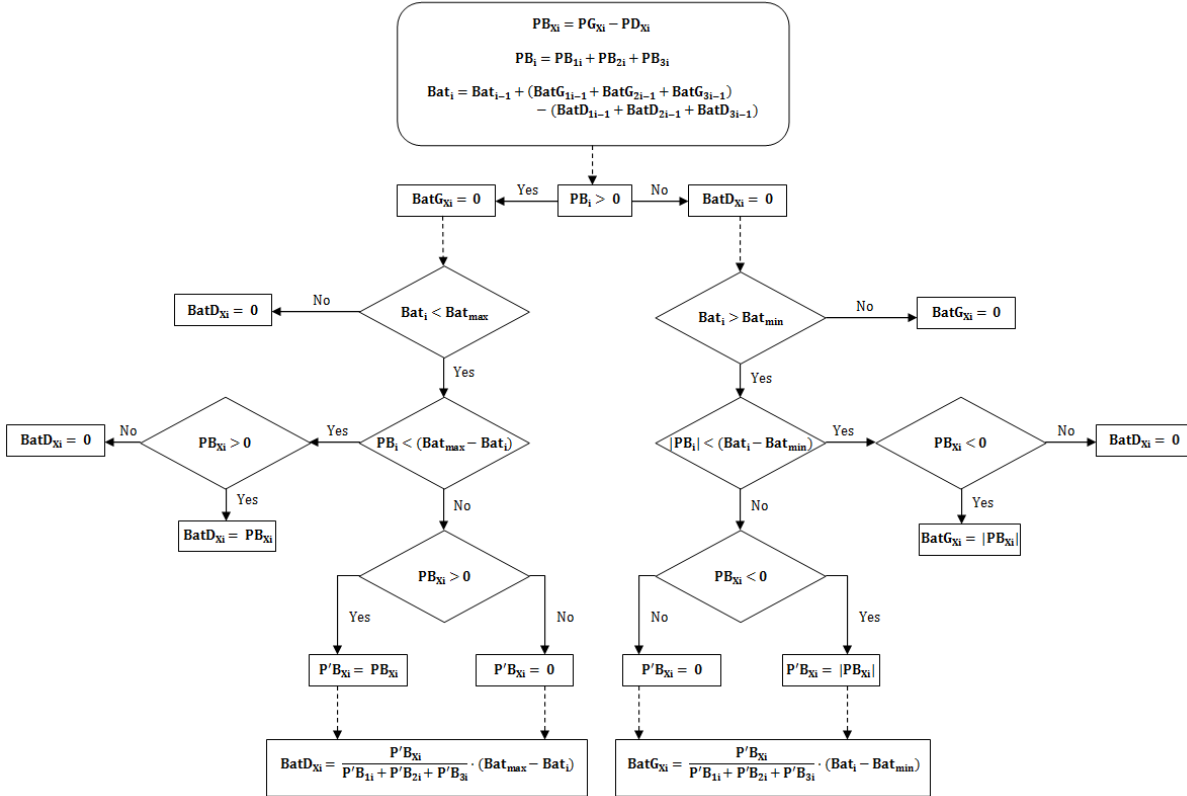 PB_Xi = PG_Xi − PD_Xi
PB_i = PB_1i + PB_2i + PB_3i
Bat_i = Bat_i−1 + (BatG_1i−1 + BatG_2i−1 + BatG_3i−1)
− (BatD_1i−1 + BatD_2i−1 + BatD_3i−1)
BatG_Xi = 0
Yes
PB_i > 0
No
BatD_Xi = 0
BatD_Xi = 0
No
Bat_i < Bat_max
Bat_i > Bat_min
No
BatG_Xi = 0
Yes
Yes
BatD_Xi = 0
No
PB_Xi > 0
Yes
PB_i < (Bat_max − Bat_i)
|PB_i| < (Bat_i − Bat_min)
Yes
PB_Xi < 0
No
BatD_Xi = 0
Yes
No
No
Yes
BatD_Xi = PB_Xi
BatG_Xi = |PB_Xi|
PB_Xi > 0
PB_Xi < 0
Yes
No
No
Yes
P'B_Xi = PB_Xi
P'B_Xi = 0
P'B_Xi = 0
P'B_Xi = |PB_Xi|
BatD_Xi = P'B_Xi / (P'B_1i + P'B_2i + P'B_3i) · (Bat_max − Bat_i)
BatG_Xi = P'B_Xi / (P'B_1i + P'B_2i + P'B_3i) · (Bat_i − Bat_min)